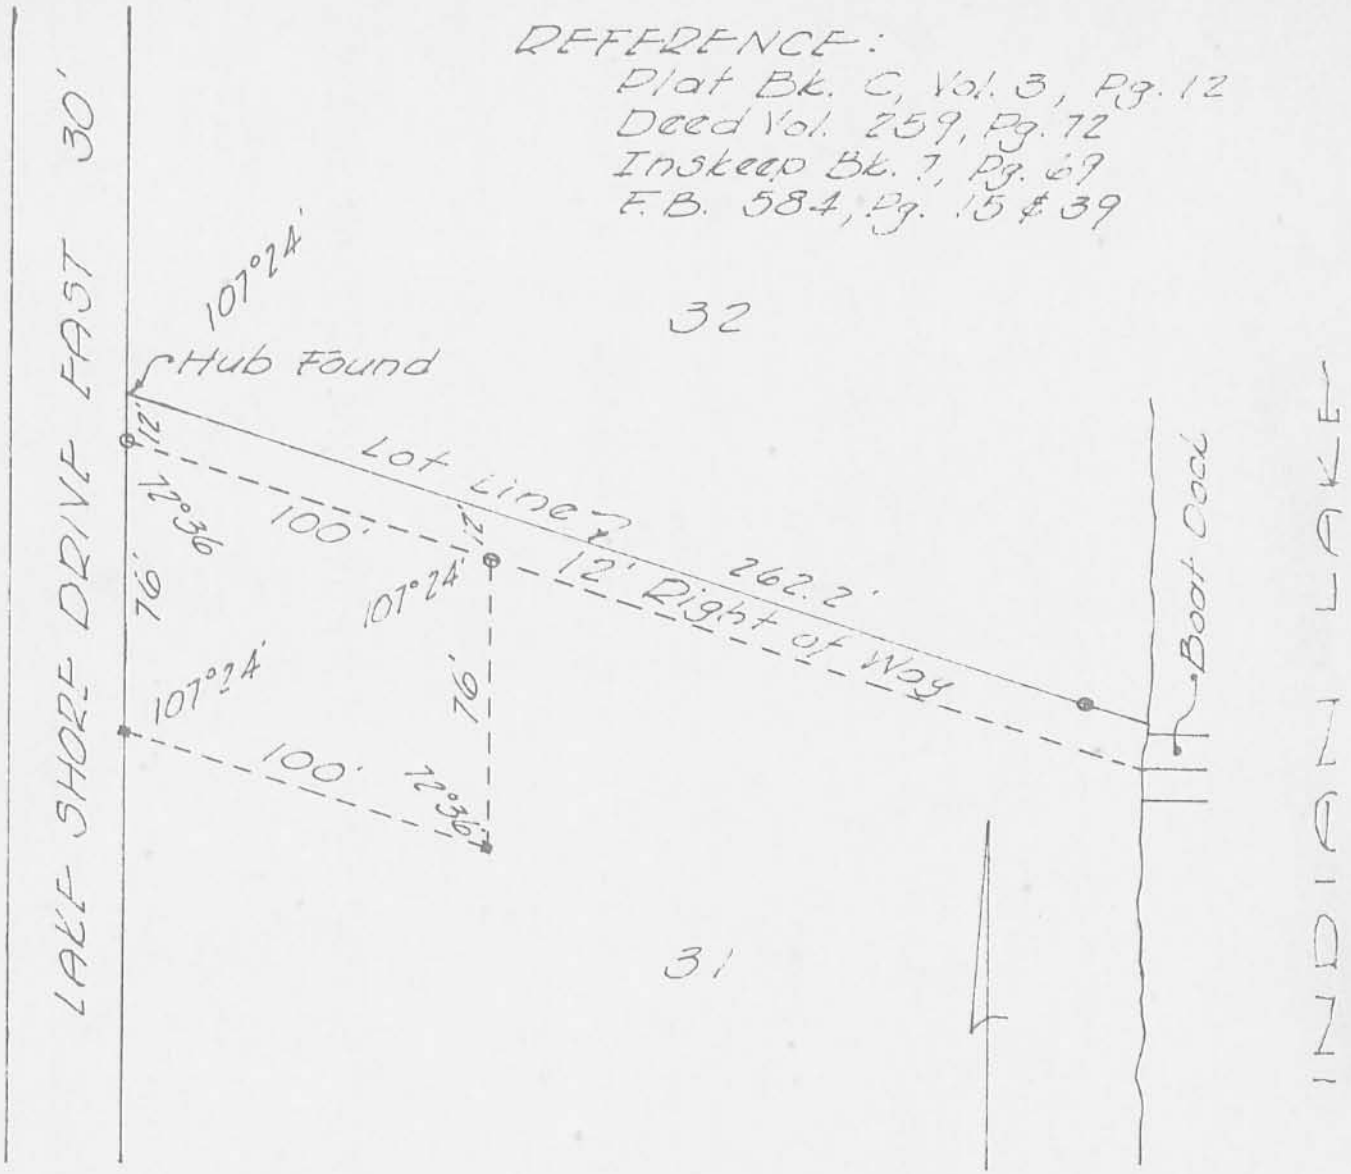 REFERENCE:
Plat Bk. C, Vol. 3, Pg. 12
Deed Vol. 259, Pg. 72
Inskeep Bk. 7, Pg. 69
F.B. 584, Pg. 15 & 39
LAKE SHORE DRIVE EAST 30'
107°24'
32
Hub Found
12'
72°36'
100'
Lot Line
12'
262.2'
12' Right of Way
107°24'
76'
76'
107°24'
100'
72°36'
31
Boat Dock
INDIAN LAKE